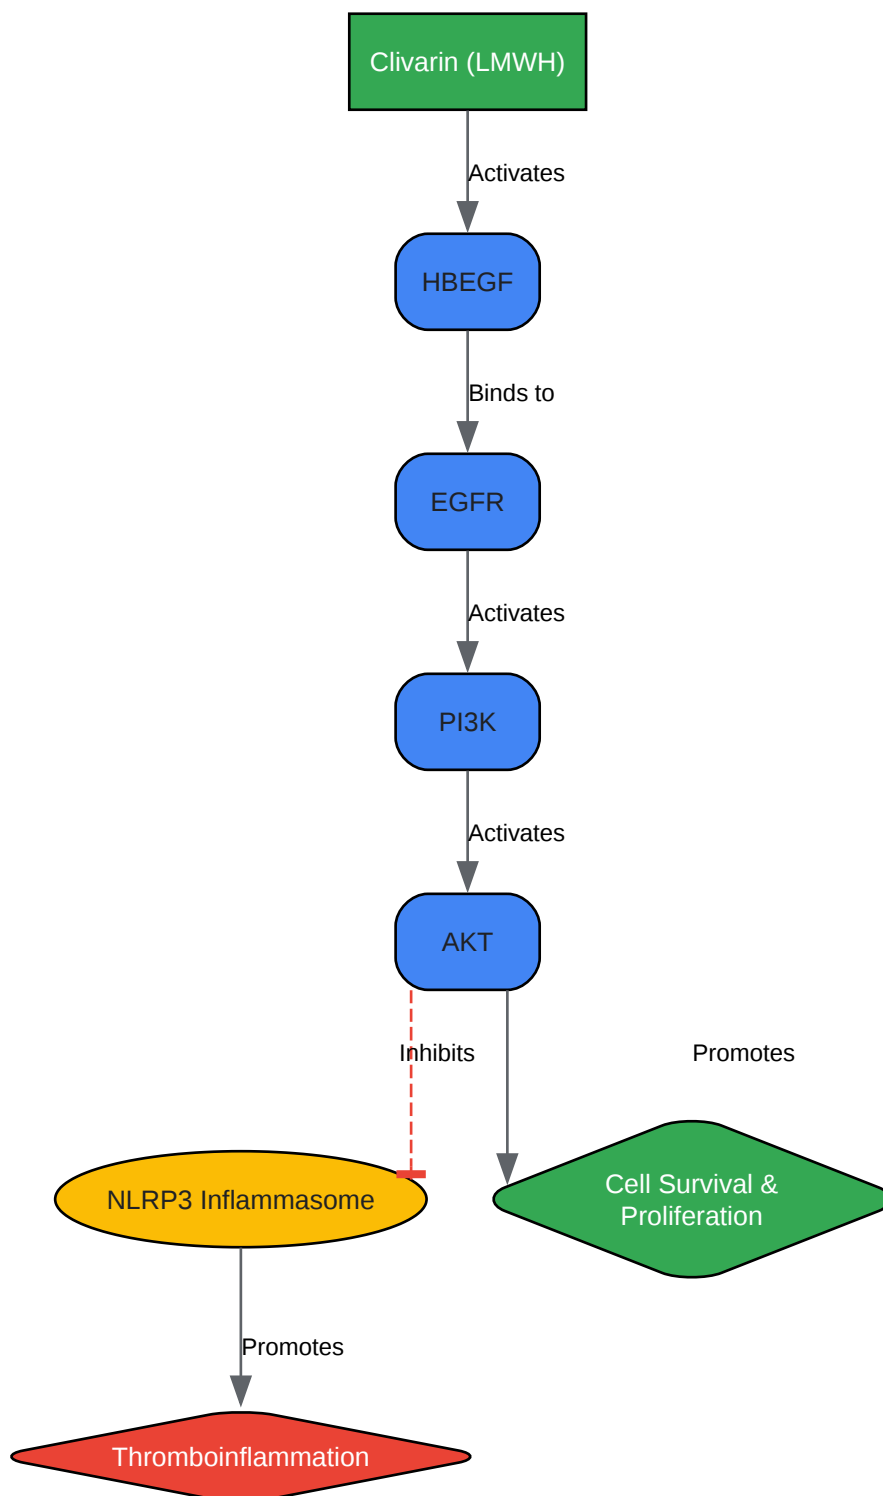 Clivarin (LMWH)
Activates
HBEGF
Binds to
EGFR
Activates
PI3K
Activates
AKT
Inhibits
Promotes
NLRP3 Inflammasome
Cell Survival &
Proliferation
Promotes
Thromboinflammation